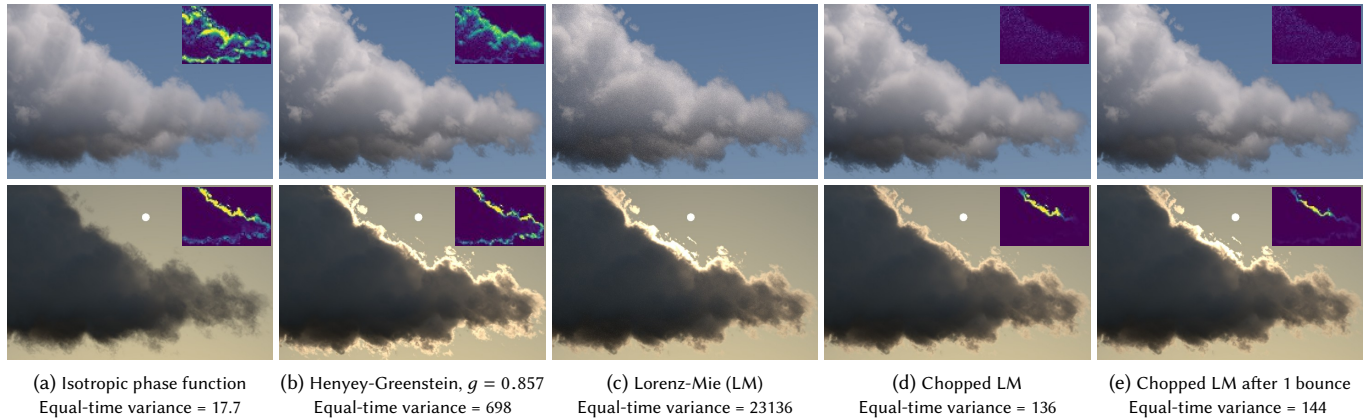 (a) Isotropic phase function
Equal-time variance = 17.7
(b) Henyey-Greenstein, g = 0.857
Equal-time variance = 698
(c) Lorenz-Mie (LM)
Equal-time variance = 23136
(d) Chopped LM
Equal-time variance = 136
(e) Chopped LM after 1 bounce
Equal-time variance = 144